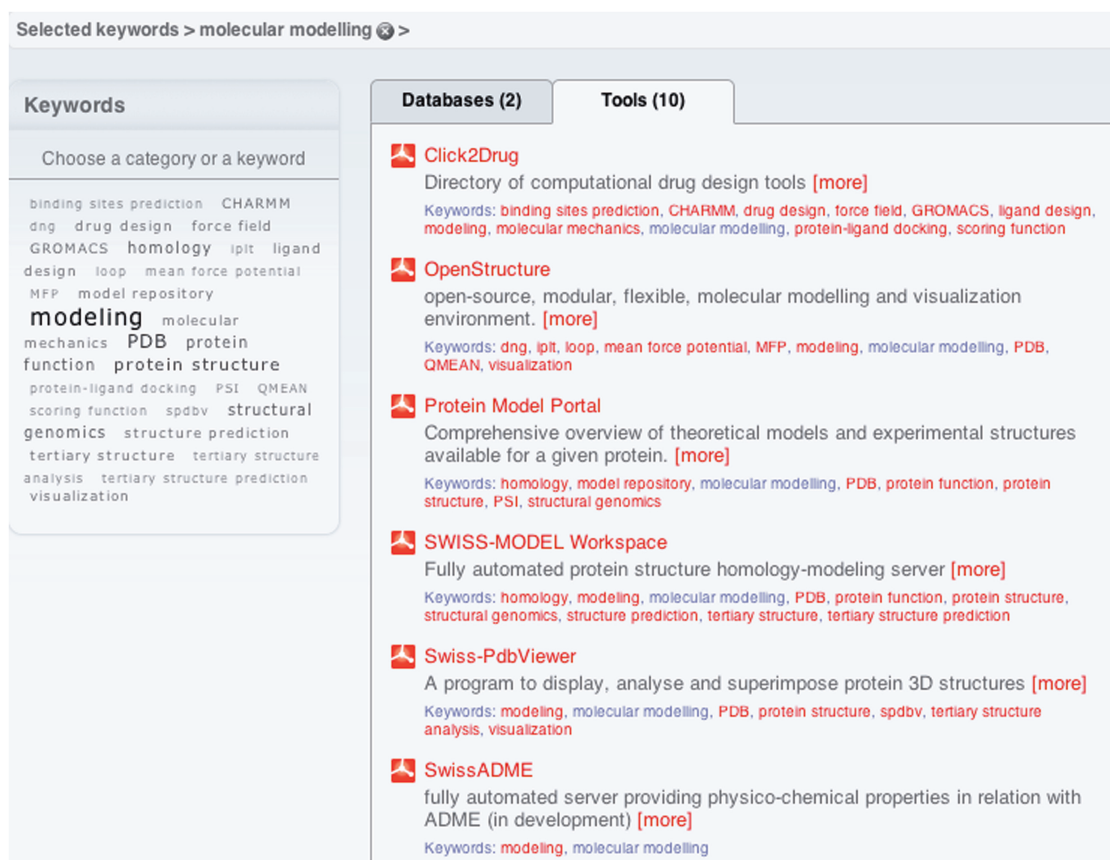 Selected keywords > molecular modelling >
Keywords
Choose a category or a keyword
binding sites prediction CHARMM
dng drug design force field
GROMACS homology iplt ligand
design loop mean force potential
MFP model repository
modeling molecular
mechanics PDB protein
function protein structure
protein-ligand docking PSI QMEAN
scoring function spdbv structural
genomics structure prediction
tertiary structure tertiary structure
analysis tertiary structure prediction
visualization
Databases (2) Tools (10)
Click2Drug
Directory of computational drug design tools [more]
Keywords: binding sites prediction, CHARMM, drug design, force field, GROMACS, ligand design,
modeling, molecular mechanics, molecular modelling, protein-ligand docking, scoring function
OpenStructure
open-source, modular, flexible, molecular modelling and visualization
environment. [more]
Keywords: dng, iplt, loop, mean force potential, MFP, modeling, molecular modelling, PDB,
QMEAN, visualization
Protein Model Portal
Comprehensive overview of theoretical models and experimental structures
available for a given protein. [more]
Keywords: homology, model repository, molecular modelling, PDB, protein function, protein
structure, PSI, structural genomics
SWISS-MODEL Workspace
Fully automated protein structure homology-modeling server [more]
Keywords: homology, modeling, molecular modelling, PDB, protein function, protein structure,
structural genomics, structure prediction, tertiary structure, tertiary structure prediction
Swiss-PdbViewer
A program to display, analyse and superimpose protein 3D structures [more]
Keywords: modeling, molecular modelling, PDB, protein structure, spdbv, tertiary structure
analysis, visualization
SwissADME
fully automated server providing physico-chemical properties in relation with
ADME (in development) [more]
Keywords: modeling, molecular modelling